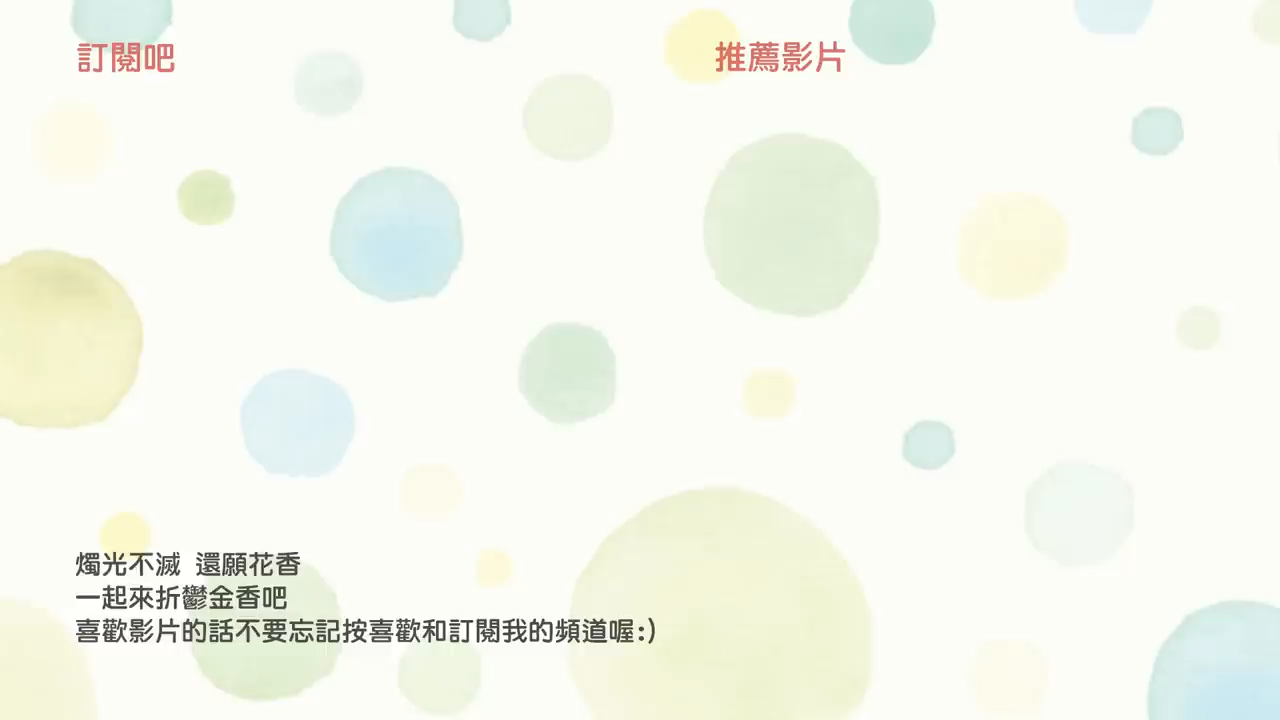 訂閱吧
推薦影片
燭光不滅 還願花香
一起來折鬱金香吧
喜歡影片的話不要忘記按喜歡和訂閱我的頻道喔:)